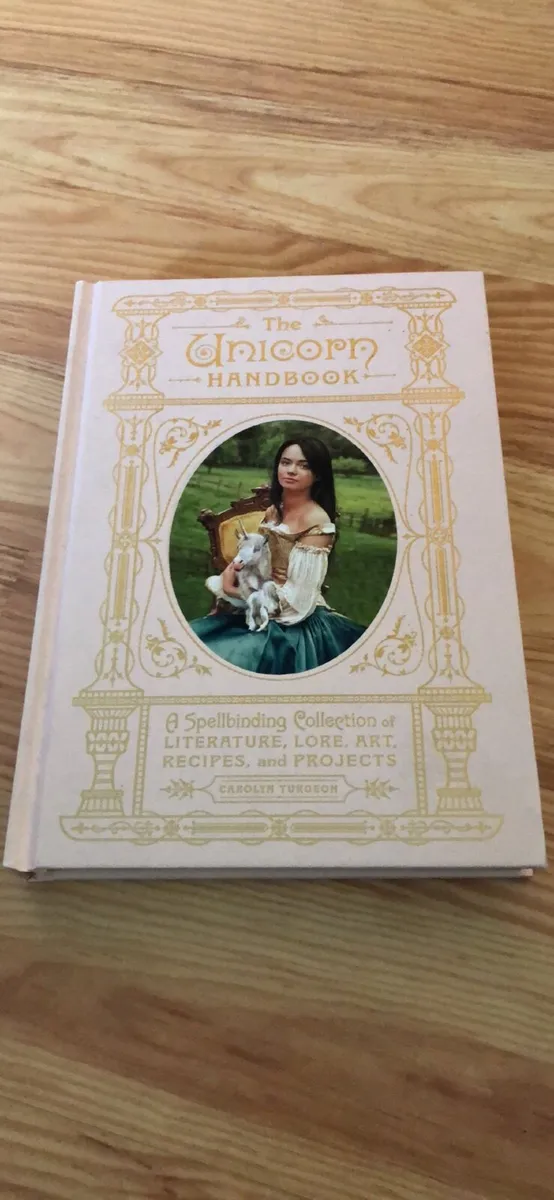 The
Unicorn
HANDBOOK
A Spellbinding Collection of
LITERATURE, LORE, ART,
RECIPES, and PROJECTS
CAROLYN TURGEON